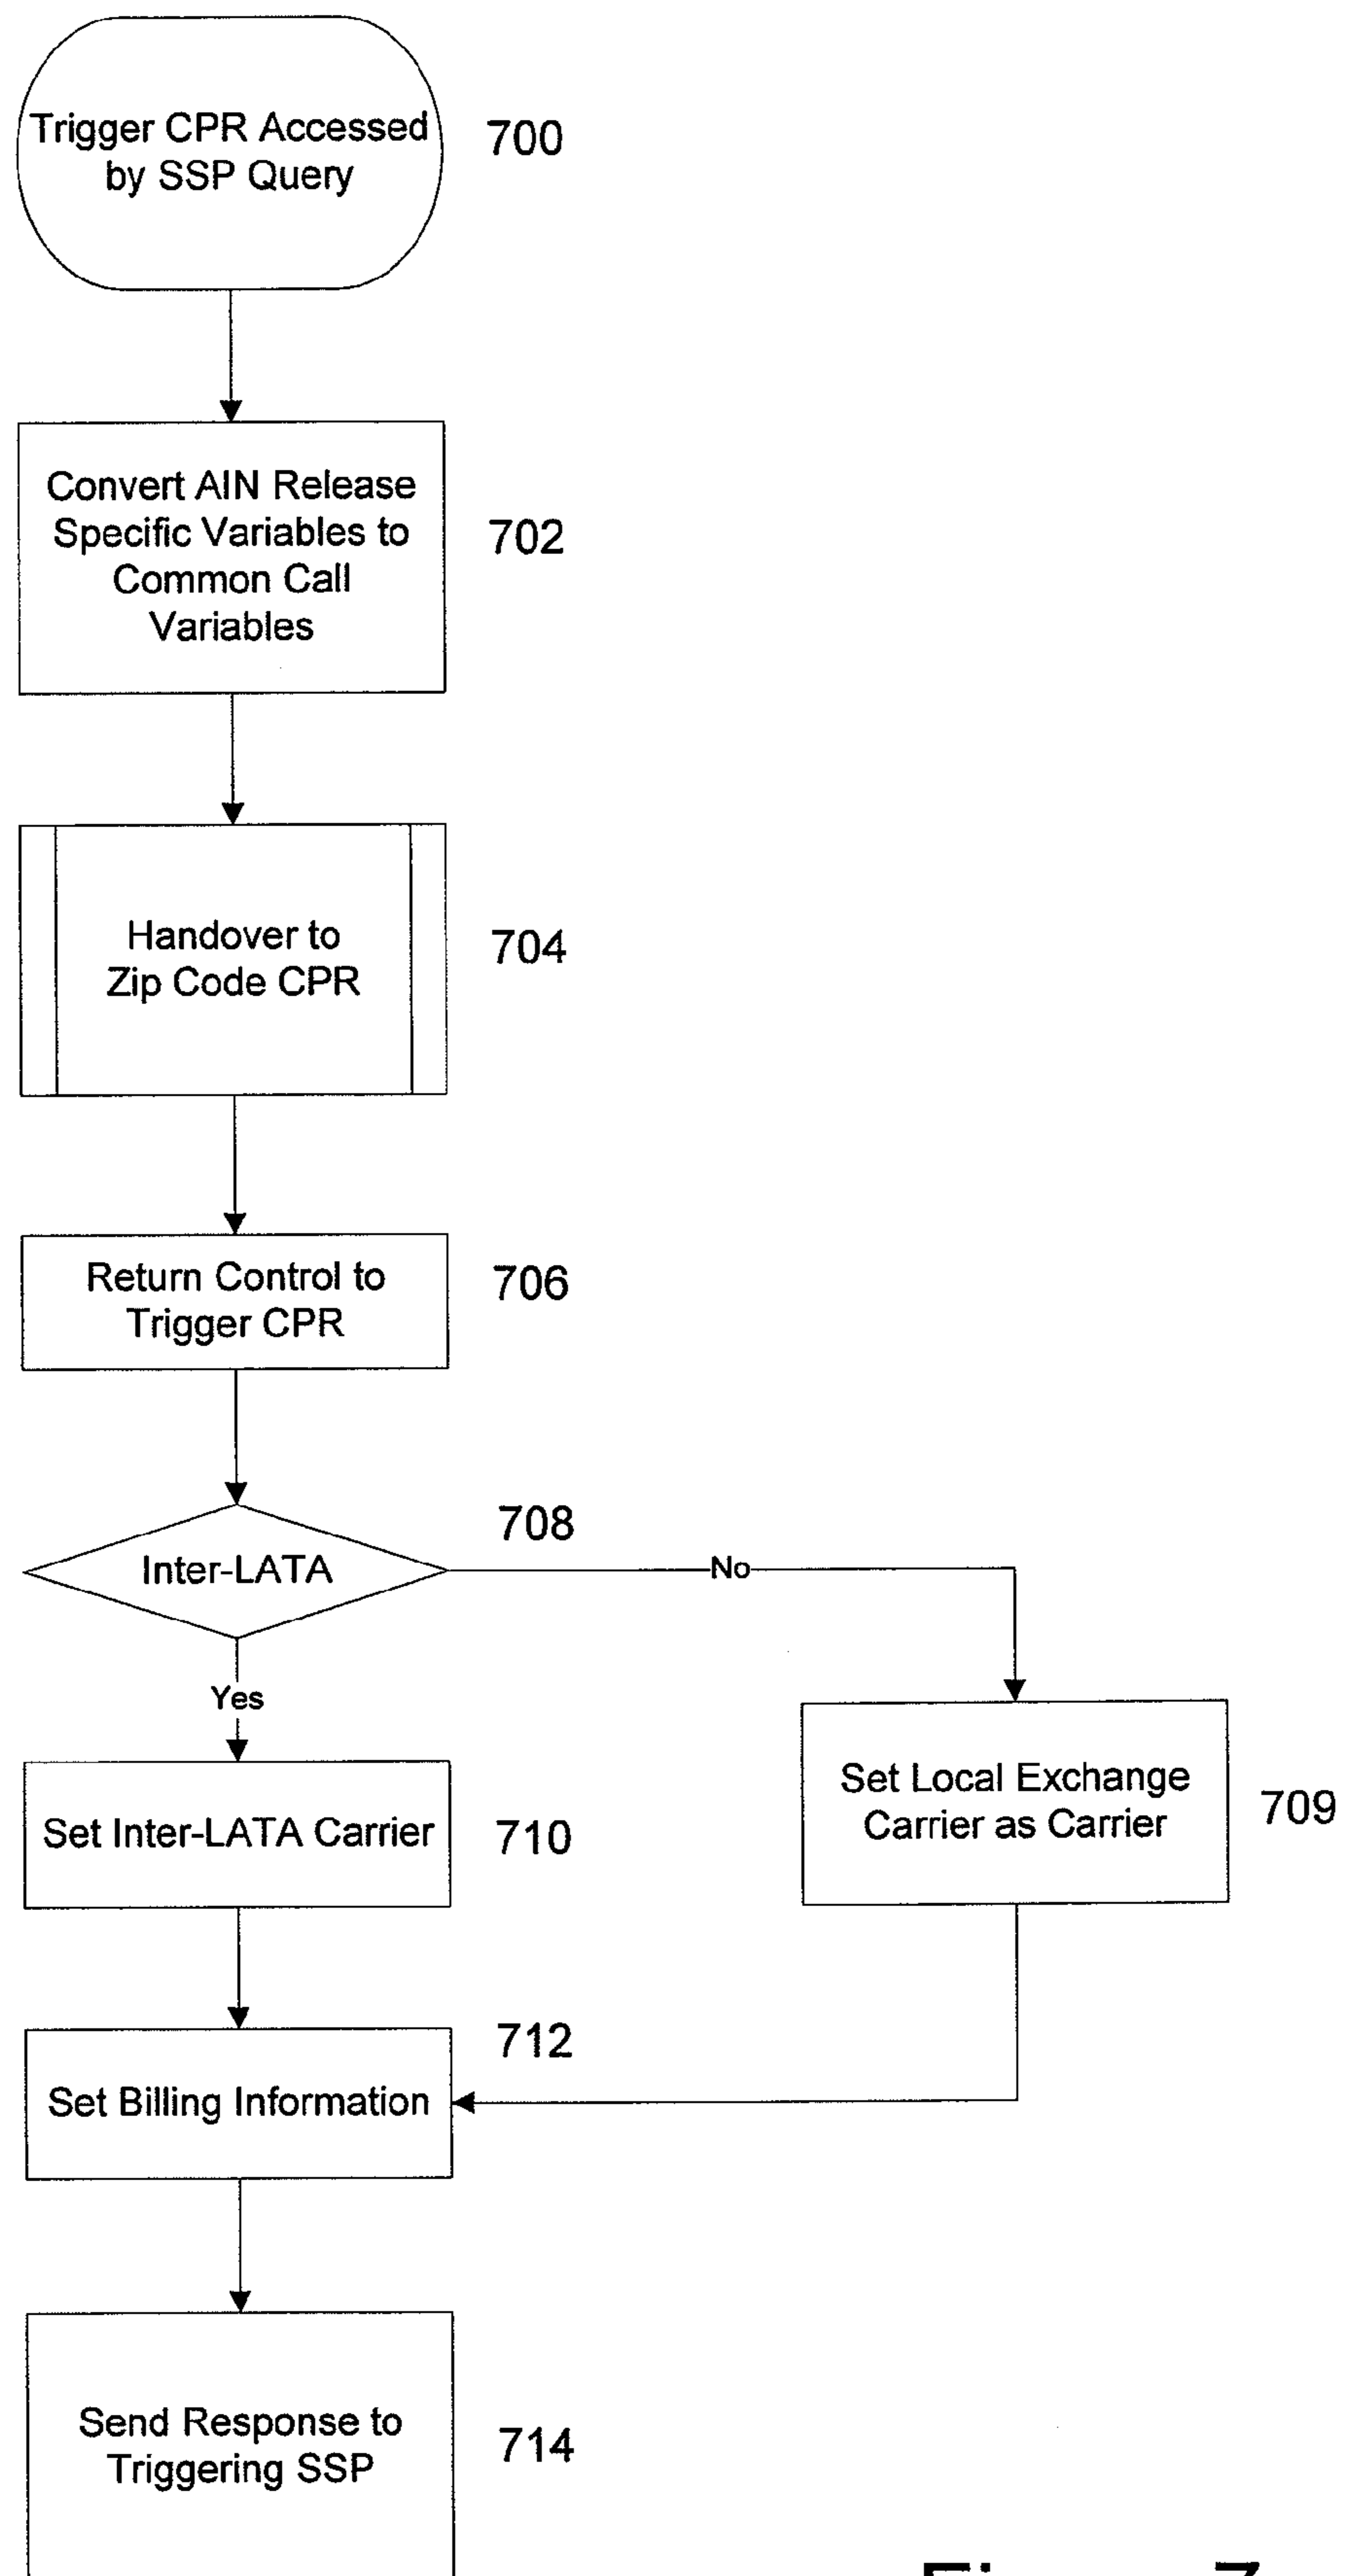 Trigger CPR Accessed
by SSP Query
700
Convert AIN Release
Specific Variables to
Common Call
Variables
702
Handover to
Zip Code CPR
704
Return Control to
Trigger CPR
706
708
Inter-LATA
No
Yes
Set Inter-LATA Carrier
710
Set Local Exchange
Carrier as Carrier
709
712
Set Billing Information
Send Response to
Triggering SSP
714